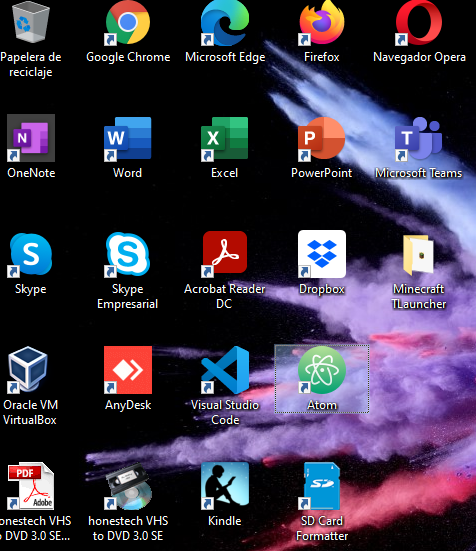 Papelera de
reciclaje
Google Chrome
Microsoft Edge
Firefox
Navegador Opera
N
OneNote
W
Word
X
Excel
P
PowerPoint
T
Microsoft Teams
S
Skype
S
Skype
Empresarial
Acrobat Reader
DC
Dropbox
Minecraft
TLauncher
Oracle VM
VirtualBox
AnyDesk
Visual Studio
Code
Atom
PDF
Adobe
onestech VHS
to DVD 3.0 SE...
honestech VHS
to DVD 3.0 SE
Kindle
SD
SD Card
Formatter